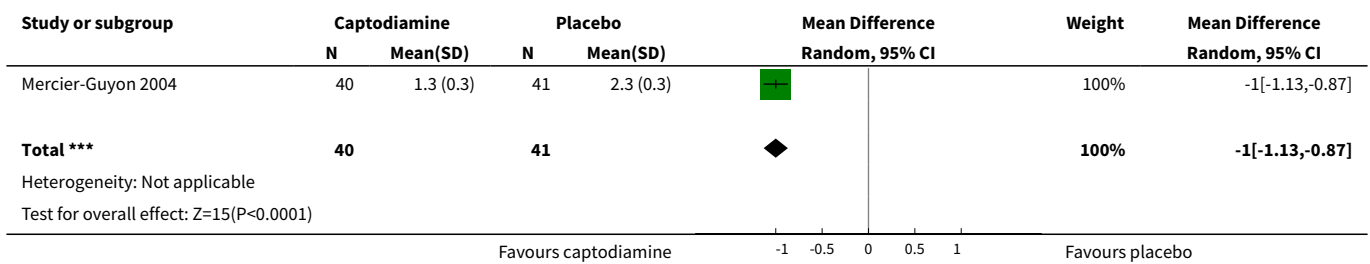 Study or subgroup Captodiamine Placebo Mean Difference Weight Mean Difference
N Mean(SD) N Mean(SD) Random, 95% CI Random, 95% CI
Mercier-Guyon 2004 40 1.3 (0.3) 41 2.3 (0.3) 100% -1[-1.13,-0.87]
Total *** 40 41 100% -1[-1.13,-0.87]
Heterogeneity: Not applicable
Test for overall effect: Z=15(P<0.0001)
Favours captodiamine -1 -0.5 0 0.5 1 Favours placebo